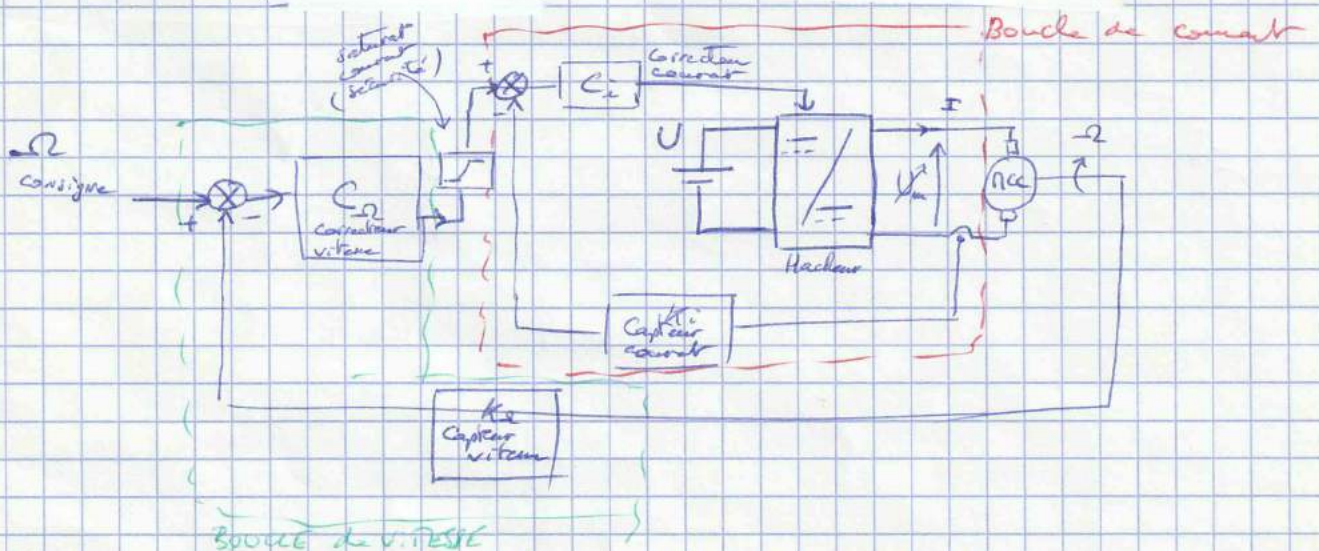 Boucle de courant
saturat
courant
(sécurité)
+
-
Ci
correcteur
courant
Ω
consigne
+
-
CΩ
correcteur
vitesse
U
Hacheur
I
Um
MCC
Ω
Ki
Capteur
courant
KΩ
Capteur
vitesse
BOUCLE de VITESSE